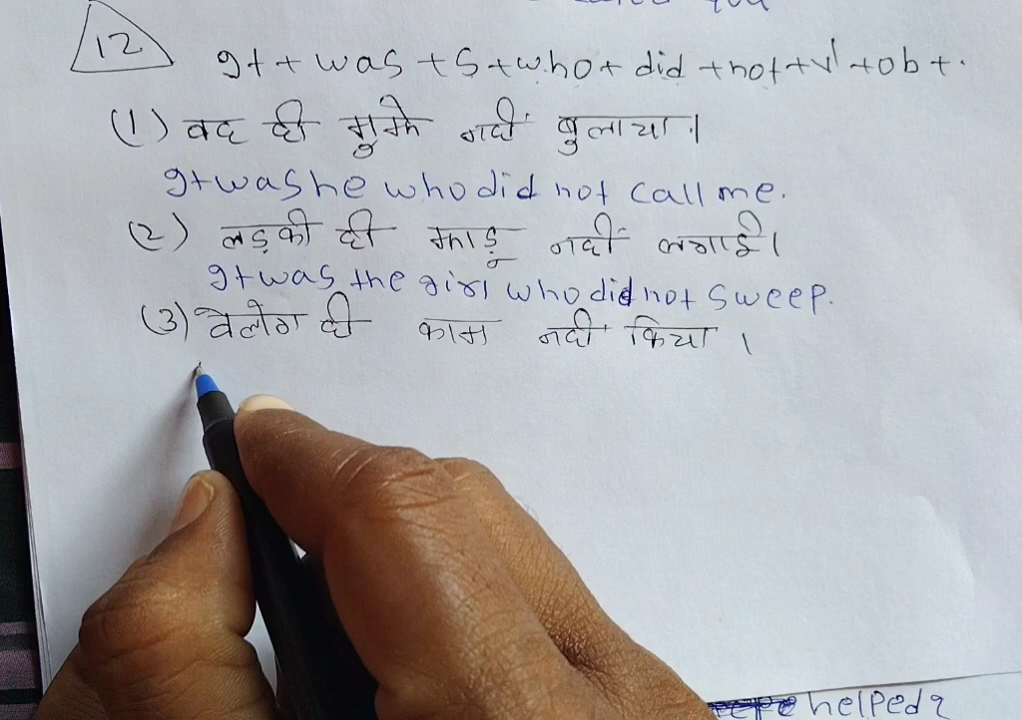 12 It + was + S + who + did + not + v1 + ob + .
(1) वह ही मुझे नहीं बुलाया।
It was he who did not call me.
(2) लड़की ही झाड़ू नहीं लगाई।
It was the girl who did not sweep.
(3) वेलोग ही काम नहीं किया ।
helped?